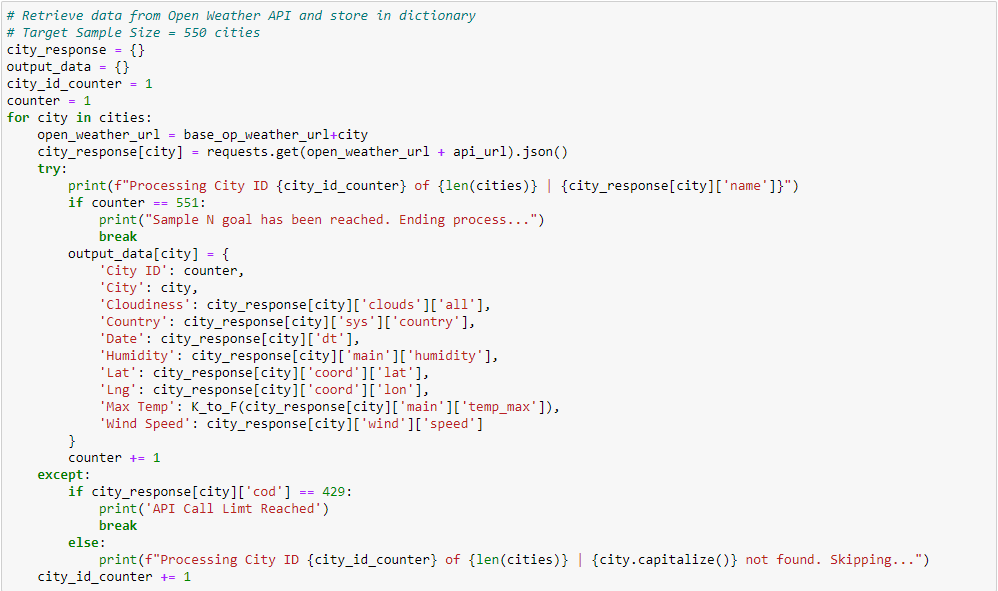 # Retrieve data from Open Weather API and store in dictionary
# Target Sample Size = 550 cities
city_response = {}
output_data = {}
city_id_counter = 1
counter = 1
for city in cities:
    open_weather_url = base_op_weather_url+city
    city_response[city] = requests.get(open_weather_url + api_url).json()
    try:
        print(f"Processing City ID {city_id_counter} of {len(cities)} | {city_response[city]['name']}")
        if counter == 551:
            print("Sample N goal has been reached. Ending process...")
            break
        output_data[city] = {
            'City ID': counter,
            'City': city,
            'Cloudiness': city_response[city]['clouds']['all'],
            'Country': city_response[city]['sys']['country'],
            'Date': city_response[city]['dt'],
            'Humidity': city_response[city]['main']['humidity'],
            'Lat': city_response[city]['coord']['lat'],
            'Lng': city_response[city]['coord']['lon'],
            'Max Temp': K_to_F(city_response[city]['main']['temp_max']),
            'Wind Speed': city_response[city]['wind']['speed']
        }
        counter += 1
    except:
        if city_response[city]['cod'] == 429:
            print('API Call Limt Reached')
            break
        else:
            print(f"Processing City ID {city_id_counter} of {len(cities)} | {city.capitalize()} not found. Skipping...")
    city_id_counter += 1